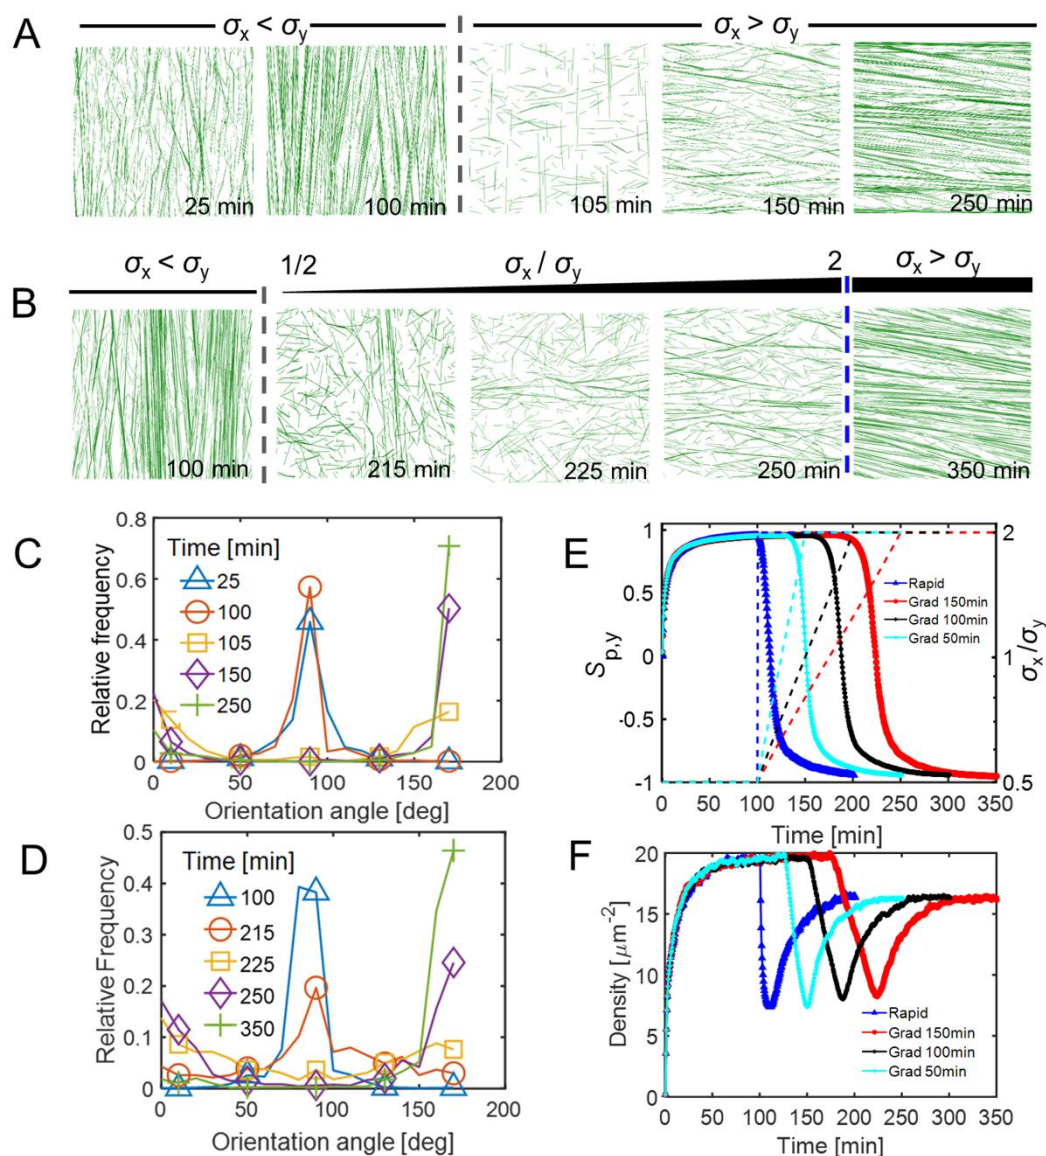 A
σx < σy
σx > σy
25 min
100 min
105 min
150 min
250 min
B
σx < σy
1/2
σx / σy
2
σx > σy
100 min
215 min
225 min
250 min
350 min
C
Relative frequency
0.8
0.6
0.4
0.2
0
Time [min]
25
100
105
150
250
0 50 100 150 200
Orientation angle [deg]
D
Relative Frequency
0.5
0.4
0.3
0.2
0.1
0
Time [min]
100
215
225
250
350
0 50 100 150 200
Orientation angle [deg]
E
Sp,y
1
0.5
0
-0.5
-1
Rapid
Grad 150min
Grad 100min
Grad 50min
2
1
0.5
σx/σy
0 50 100 150 200 250 300 350
Time [min]
F
Density [μm-2]
20
16
12
8
4
0
Rapid
Grad 150min
Grad 100min
Grad 50min
0 50 100 150 200 250 300 350
Time [min]